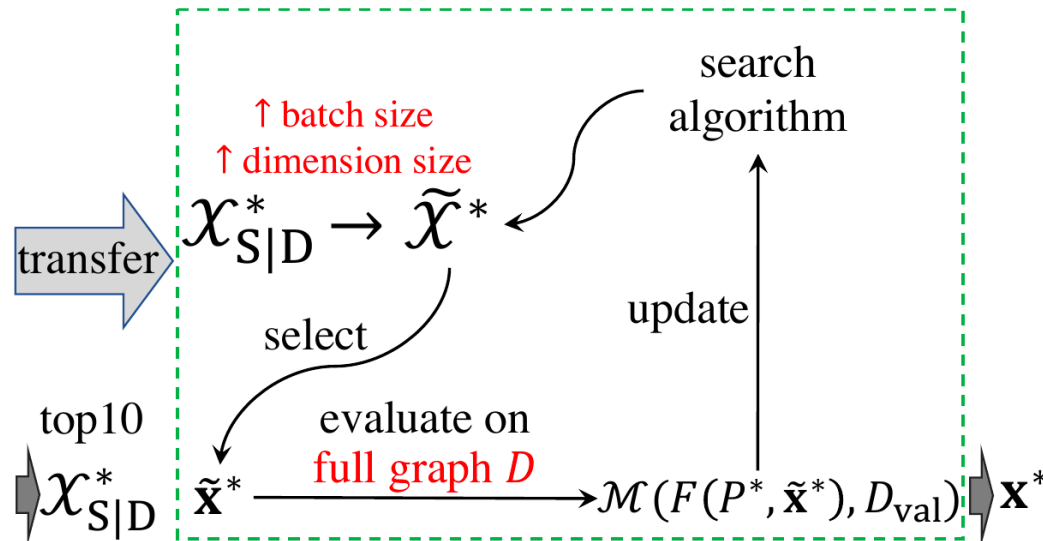 search
algorithm
↑ batch size
↑ dimension size
𝒳*S|D → 𝒳̃*
transfer
select
update
top10
𝒳*S|D
evaluate on
full graph D
x̃*
ℳ(F(P*, x̃*), Dval)
x*